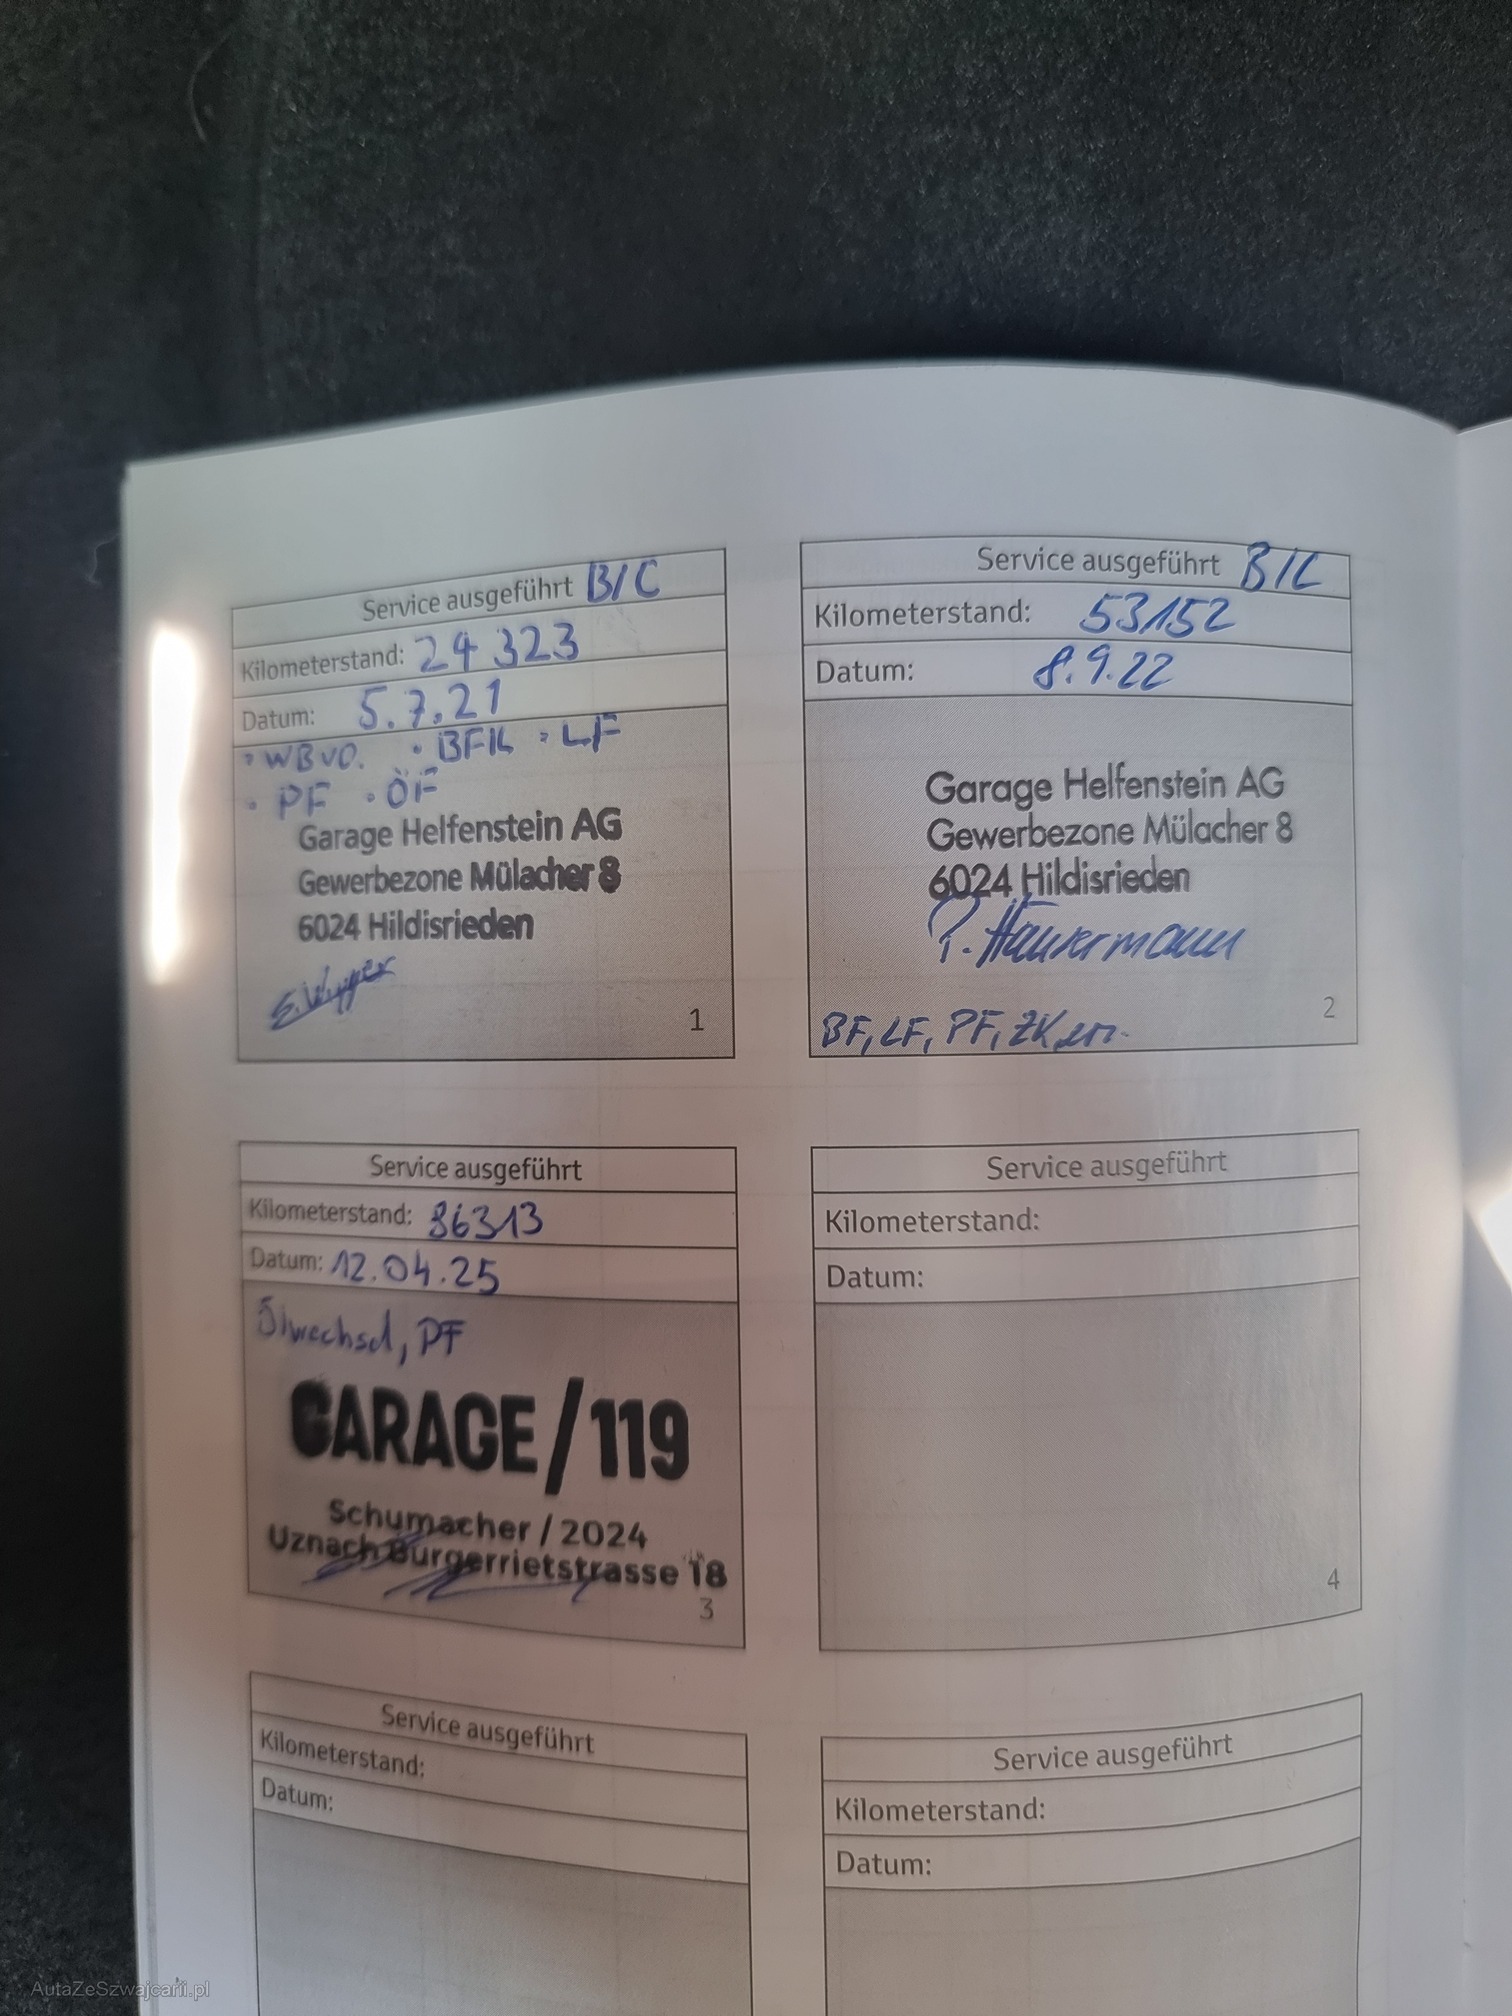 Service ausgeführt B/C
Kilometerstand: 24 323
Datum: 5.7.21
• WBVO. • BFK • LF
• PF • ÖF
Garage Helfenstein AG
Gewerbezone Mülacher 8
6024 Hildisrieden
1
Service ausgeführt B/C
Kilometerstand: 53152
Datum: 8.9.22
Garage Helfenstein AG
Gewerbezone Mülacher 8
6024 Hildisrieden
BF, LF, PF, ZK,
2
Service ausgeführt
Kilometerstand: 86313
Datum: 12.04.25
Ölwechsel, PF
GARAGE/119
Schumacher / 2024
Uznach Burgerrietstrasse 18
3
Service ausgeführt
Kilometerstand:
Datum:
4
Service ausgeführt
Kilometerstand:
Datum:
Service ausgeführt
Kilometerstand:
Datum:
AutaZeSzwajcarii.pl